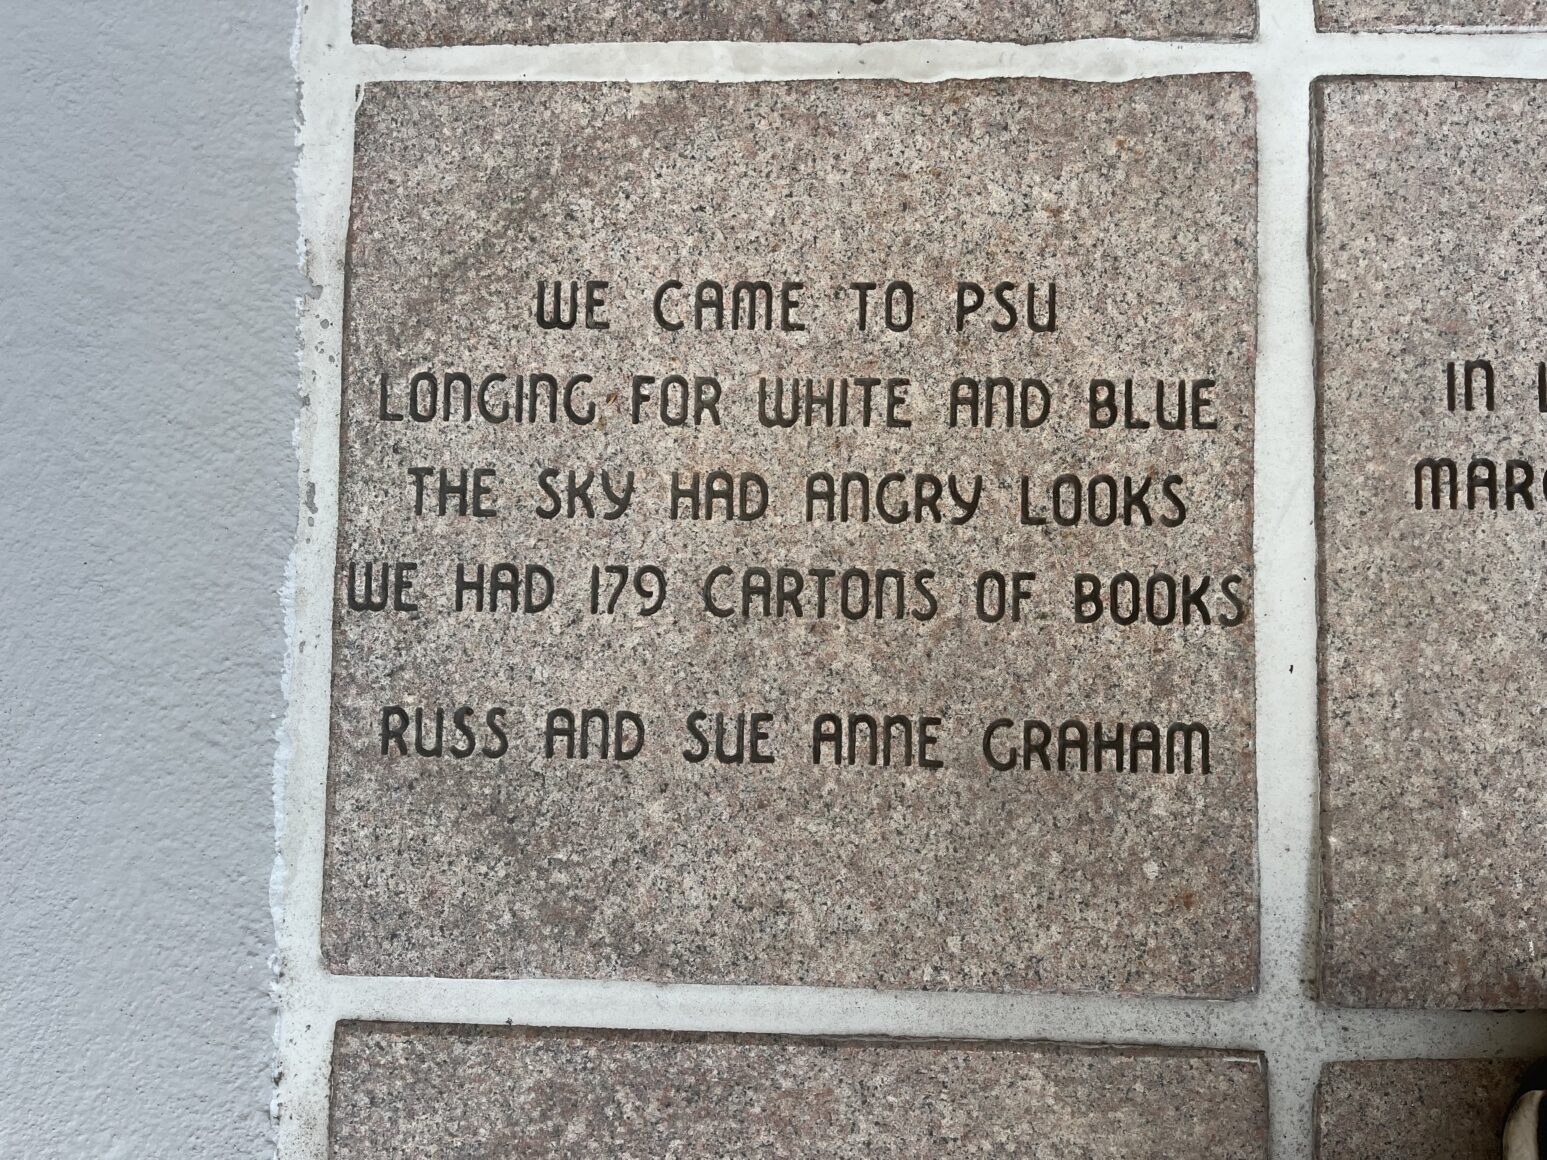 WE CAME TO PSU
LONGING FOR WHITE AND BLUE
THE SKY HAD ANGRY LOOKS
WE HAD 179 CARTONS OF BOOKS
RUSS AND SUE ANNE GRAHAM
IN